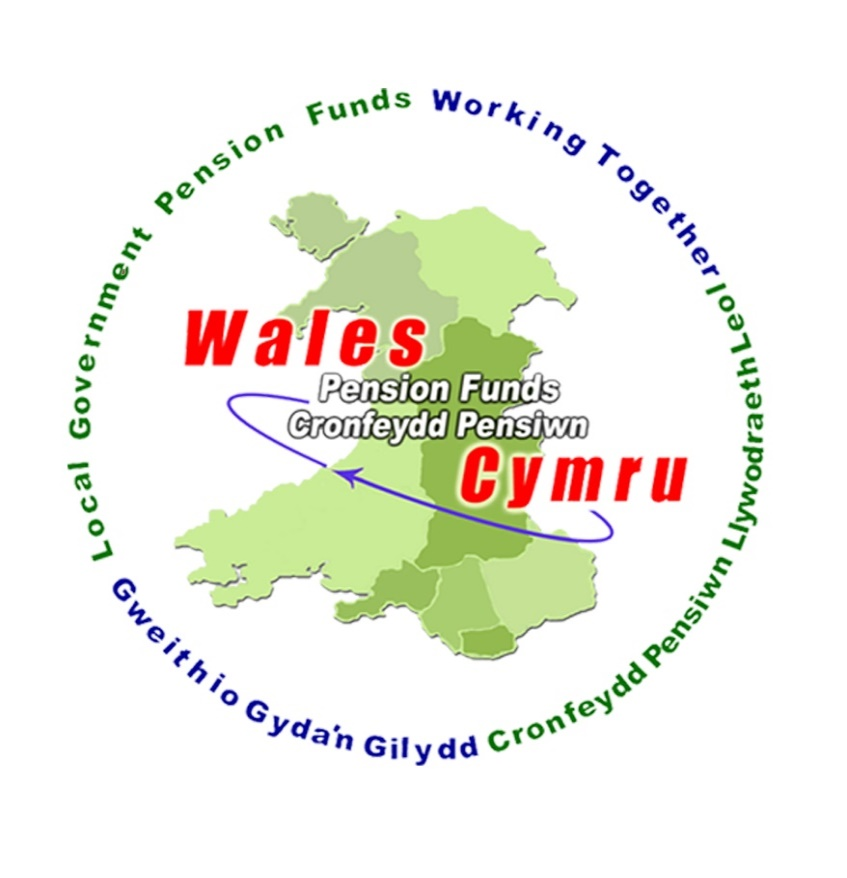 Local Government Pension Funds Working Together
Wales
Pension Funds
Cronfeydd Pensiwn
Cymru
Gweithio Gyda'n Gilydd Cronfeydd Pensiwn Llywodraeth Leol